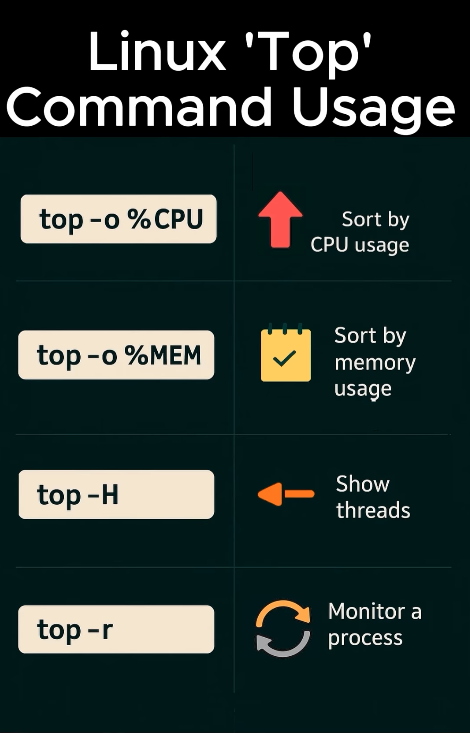 Linux 'Top'
Command Usage
top -o %CPU
Sort by
CPU usage
top -o %MEM
Sort by
memory
usage
top -H
Show
threads
top -r
Monitor a
process